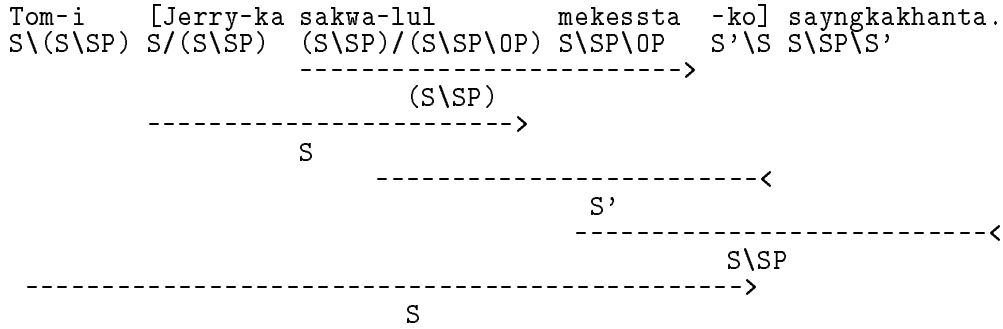 Tom-i [Jerry-ka sakwa-lul mekessta -ko] sayngkakhanta.
S\(S\SP) S/(S\SP) (S\SP)/(S\SP\OP) S\SP\OP S'\S S\SP\S'
------------------------->
(S\SP)
------------------------>
S
-------------------------<
S'
---------------------------<
S\SP
----------------------------------------------->
S